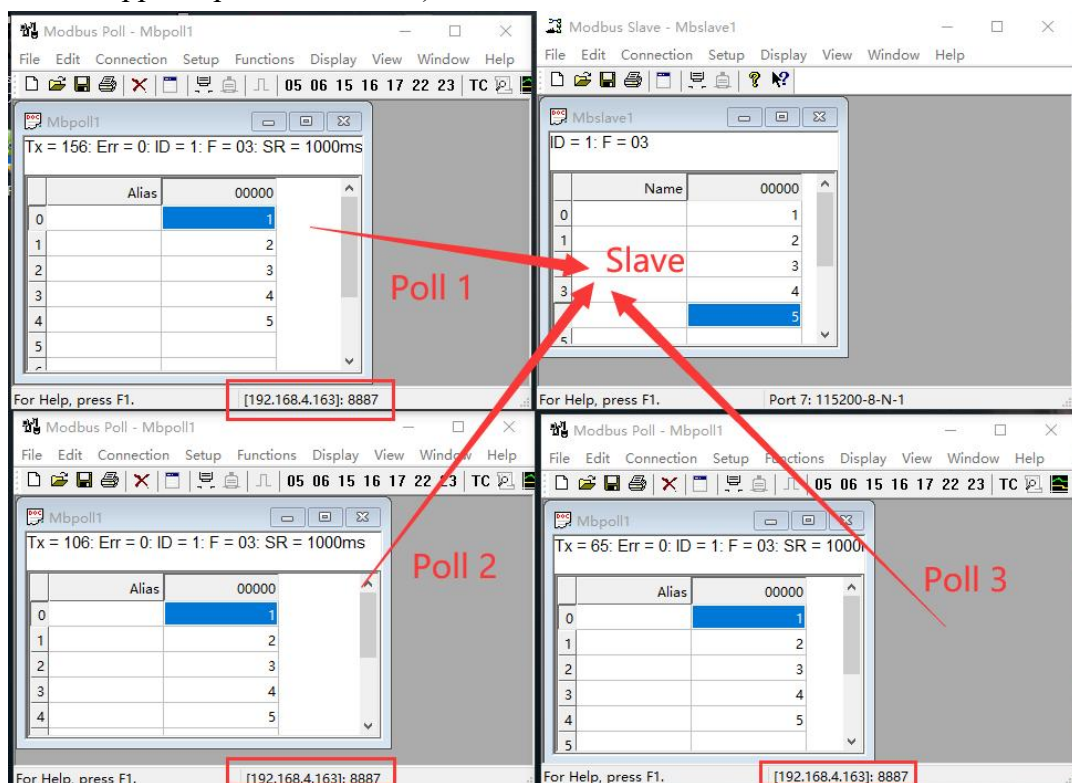 Modbus Poll - Mbpoll1
File Edit Connection Setup Functions Display View Window Help
05 06 15 16 17 22 23 TC
Mbpoll1
Tx = 156: Err = 0: ID = 1: F = 03: SR = 1000ms
Alias 00000
0 1
1 2
2 3
3 4
4 5
5
Poll 1
For Help, press F1. [192.168.4.163]: 8887
Modbus Slave - Mbslave1
File Edit Connection Setup Display View Window Help
Mbslave1
ID = 1: F = 03
Name 00000
0 1
1 2
3
3 4
5
Slave
For Help, press F1. Port 7: 115200-8-N-1
Modbus Poll - Mbpoll1
File Edit Connection Setup Functions Display View Window Help
05 06 15 16 17 22 23 TC
Mbpoll1
Tx = 106: Err = 0: ID = 1: F = 03: SR = 1000ms
Alias 00000
0 1
1 2
2 3
3 4
4 5
Poll 2
For Help, press F1. [192.168.4.163]: 8887
Modbus Poll - Mbpoll1
File Edit Connection Setup Functions Display View Window Help
05 06 15 16 17 22 23 TC
Mbpoll1
Tx = 65: Err = 0: ID = 1: F = 03: SR = 1000
Alias 00000
0 1
1 2
2 3
3 4
4 5
5
Poll 3
For Help, press F1. [192.168.4.163]: 8887